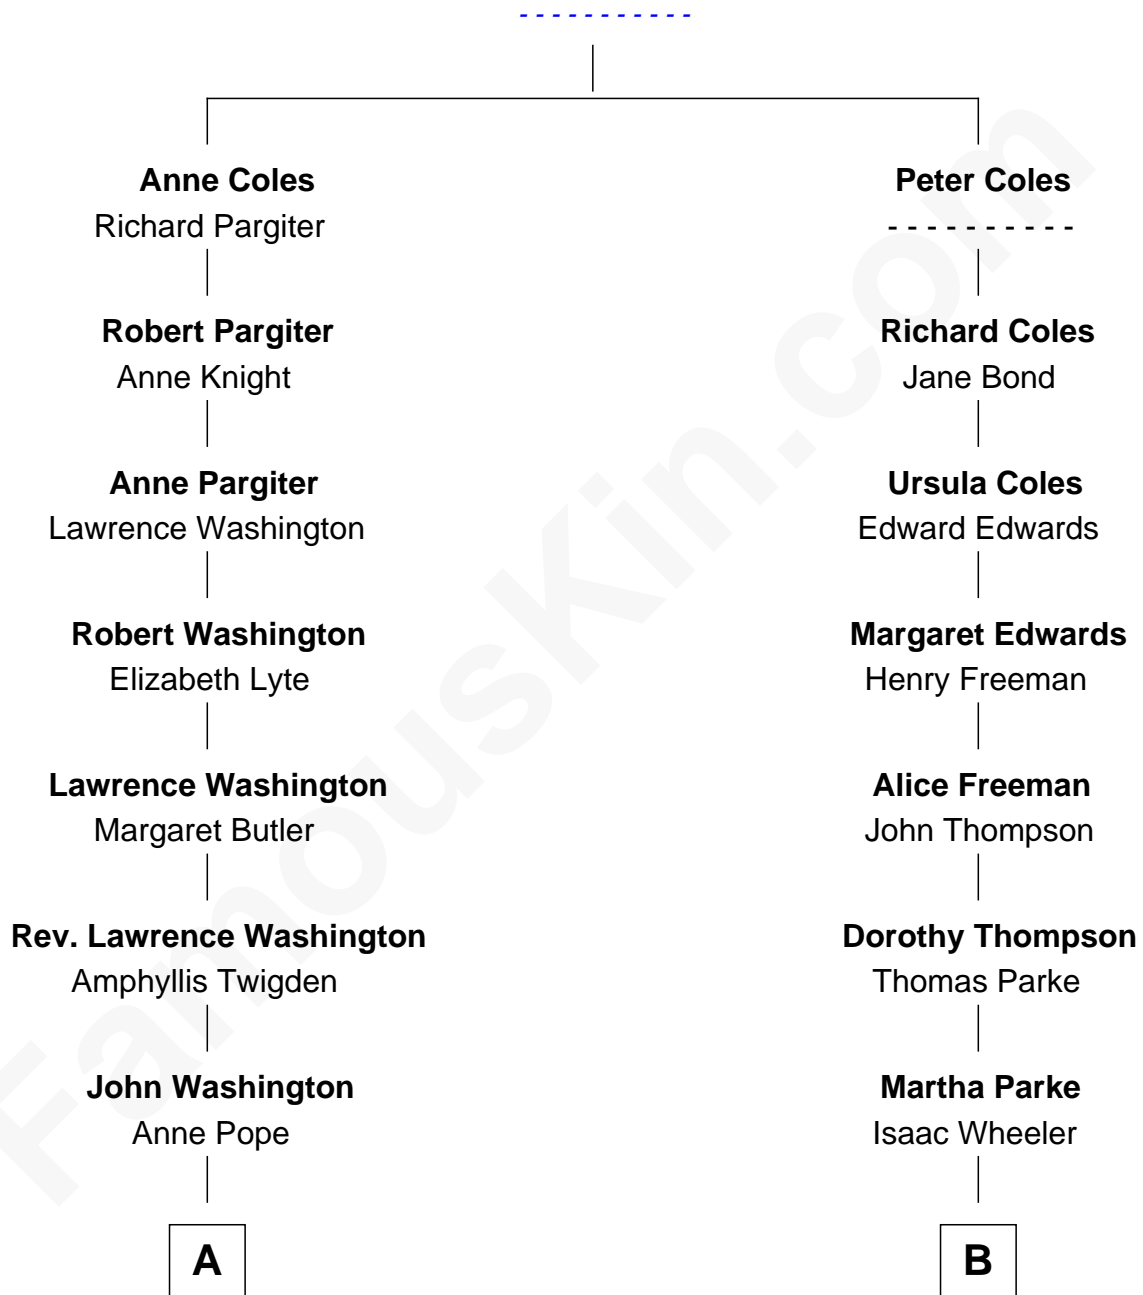 - - - - - - - - - - -
Anne Coles
Richard Pargiter
Peter Coles
- - - - - - - - - -
Robert Pargiter
Anne Knight
Richard Coles
Jane Bond
Anne Pargiter
Lawrence Washington
Ursula Coles
Edward Edwards
Robert Washington
Elizabeth Lyte
Margaret Edwards
Henry Freeman
Lawrence Washington
Margaret Butler
Alice Freeman
John Thompson
Rev. Lawrence Washington
Amphyllis Twigden
Dorothy Thompson
Thomas Parke
John Washington
Anne Pope
Martha Parke
Isaac Wheeler
A
B
FamousKin.com